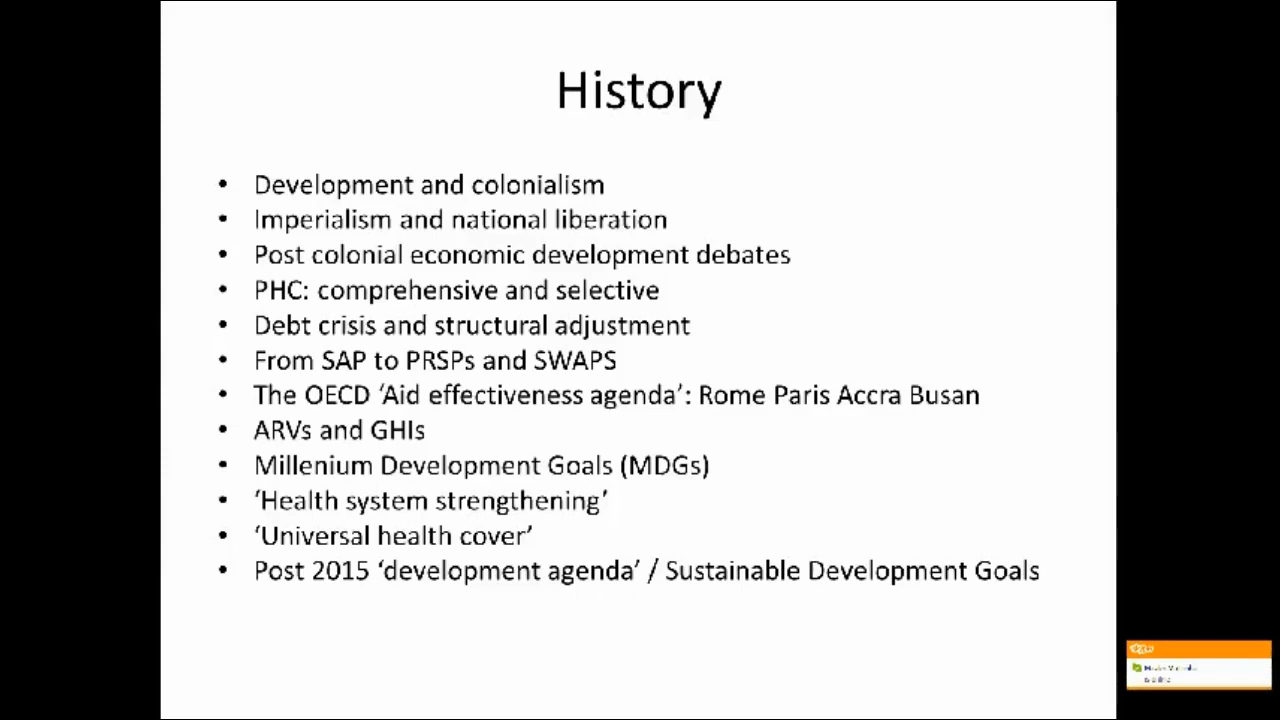 History
• Development and colonialism
• Imperialism and national liberation
• Post colonial economic development debates
• PHC: comprehensive and selective
• Debt crisis and structural adjustment
• From SAP to PRSPs and SWAPS
• The OECD ‘Aid effectiveness agenda’: Rome Paris Accra Busan
• ARVs and GHIs
• Millenium Development Goals (MDGs)
• ‘Health system strengthening’
• ‘Universal health cover’
• Post 2015 ‘development agenda’ / Sustainable Development Goals